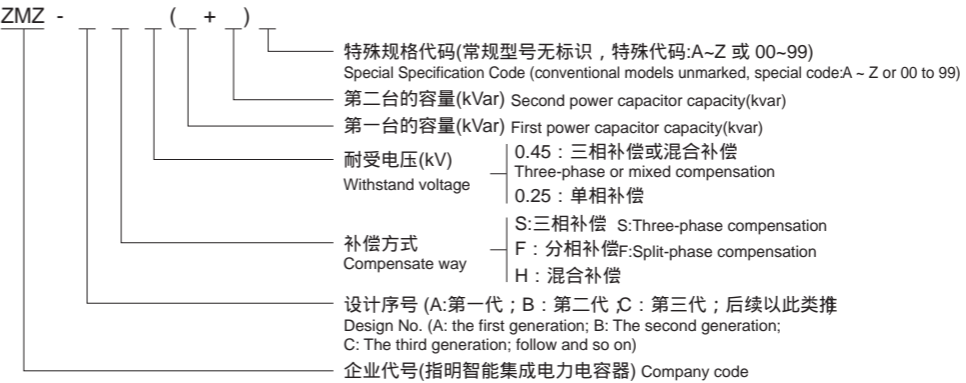 ZMZ - _ _ _ ( _ + _ ) _
特殊规格代码(常规型号无标识，特殊代码:A~Z 或 00~99)
Special Specification Code (conventional models unmarked, special code:A ~ Z or 00 to 99)
第二台的容量(kVar) Second power capacitor capacity(kvar)
第一台的容量(kVar) First power capacitor capacity(kvar)
耐受电压(kV)
Withstand voltage
0.45：三相补偿或混合补偿
Three-phase or mixed compensation
0.25：单相补偿
补偿方式
Compensate way
S:三相补偿 S:Three-phase compensation
F：分相补偿F:Split-phase compensation
H：混合补偿
设计序号 (A:第一代；B：第二代；C：第三代；后续以此类推)
Design No. (A: the first generation; B: The second generation;
C: The third generation; follow and so on)
企业代号(指明智能集成电力电容器) Company code